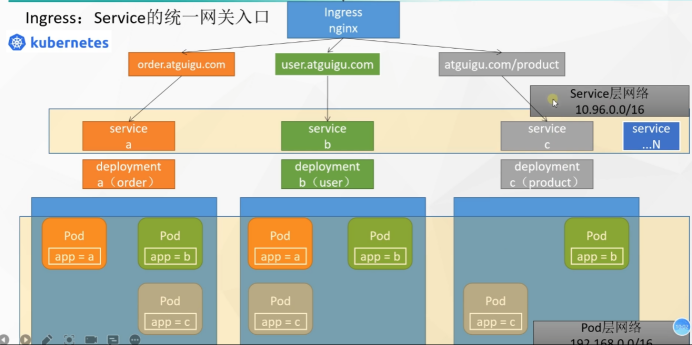 Ingress：Service的统一网关入口
kubernetes
Ingress
nginx
order.atguigu.com
user.atguigu.com
atguigu.com/product
Service层网络
10.96.0.0/16
service
a
service
b
service
c
service
...N
deployment
a（order）
deployment
b（user）
deployment
c（product）
Pod
app = a
Pod
app = b
Pod
app = a
Pod
app = b
Pod
app = b
Pod
app = c
Pod
app = c
Pod
app = c
Pod层网络
192.168.0.0/16